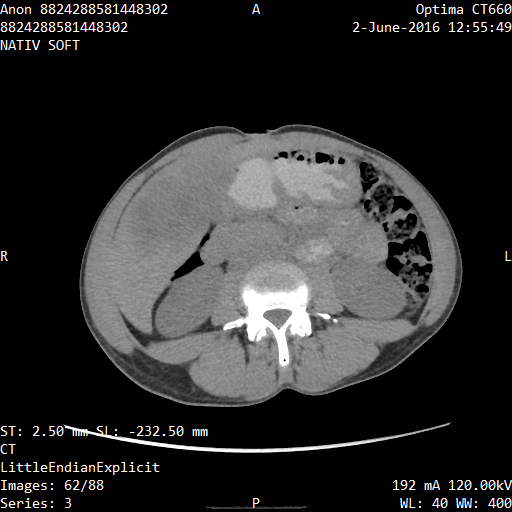 Anon 8824288581448302
A
Optima CT660
8824288581448302
2-June-2016 12:55:49
NATIV SOFT
R
L
ST: 2.50 mm SL: -232.50 mm
CT
LittleEndianExplicit
Images: 62/88
192 mA 120.00kV
Series: 3
P
WL: 40 WW: 400